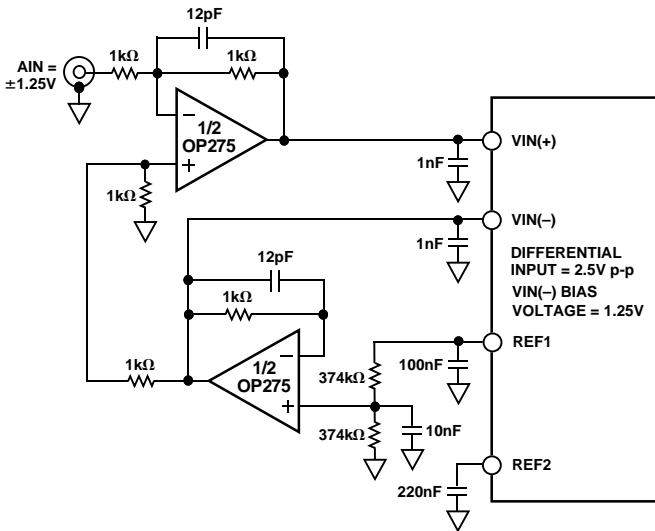 12pF
AIN =
±1.25V
1kΩ
1kΩ
–
1/2
OP275
+
1kΩ
1nF
VIN(+)
VIN(–)
1nF
12pF
1kΩ
DIFFERENTIAL
INPUT = 2.5V p-p
VIN(–) BIAS
VOLTAGE = 1.25V
1kΩ
–
1/2
OP275
+
374kΩ
100nF
REF1
374kΩ
10nF
REF2
220nF